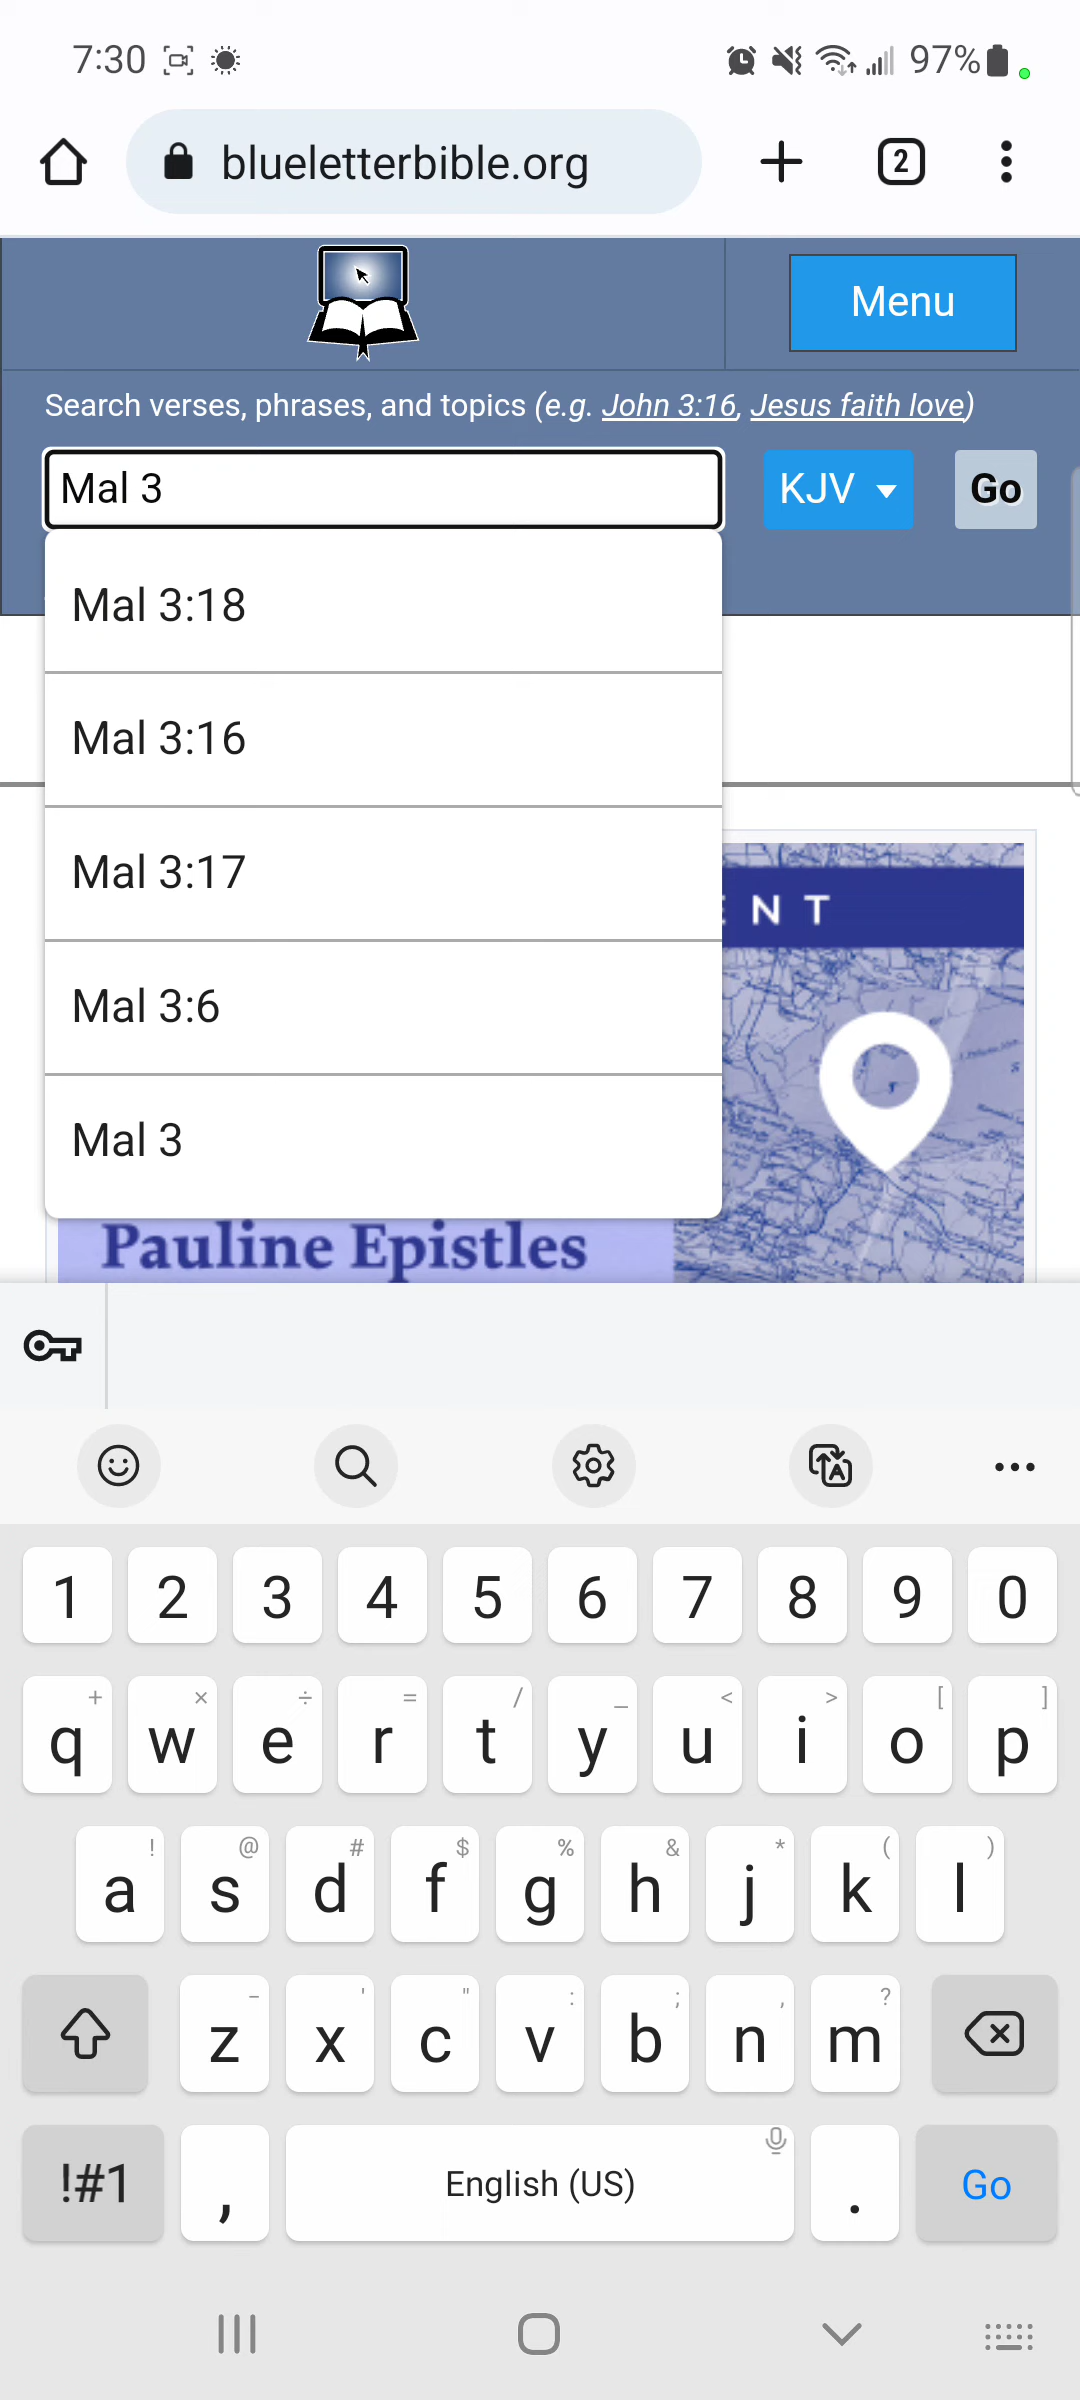 7:30 97%
blueletterbible.org 2
Menu
Search verses, phrases, and topics (e.g. John 3:16, Jesus faith love)
Mal 3 KJV Go
Mal 3:18
Mal 3:16
Mal 3:17
NT
Mal 3:6
Mal 3
Pauline Epistles
1 2 3 4 5 6 7 8 9 0
+ × ÷ = / _ < > [ ]
q w e r t y u i o p
! @ # $ % & * ( )
a s d f g h j k l
- ' " : ; , ?
z x c v b n m
!#1 , English (US) . Go